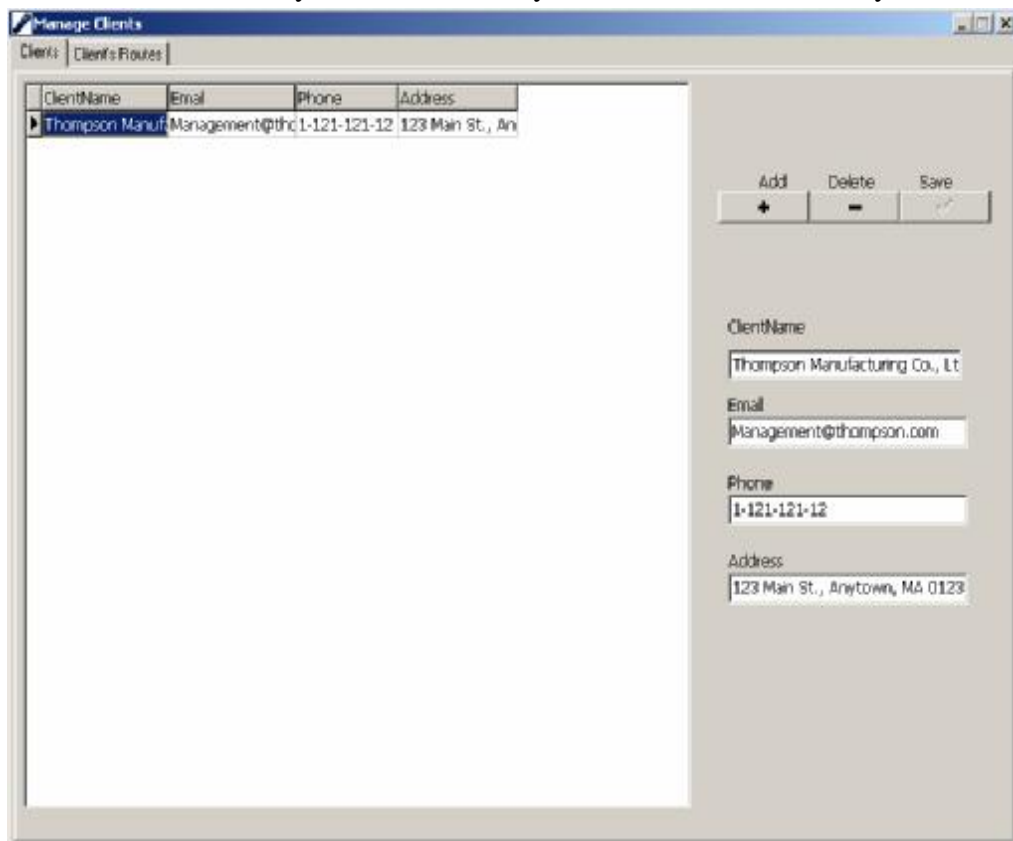 Manage Clients
Clients Client's Routes
ClientName Email Phone Address
Thompson Manuf Management@tho 1-121-121-12 123 Main St., An
Add Delete Save
ClientName
Thompson Manufacturing Co., Lt
Email
Management@thompson.com
Phone
1-121-121-12
Address
123 Main St., Anytown, MA 0123